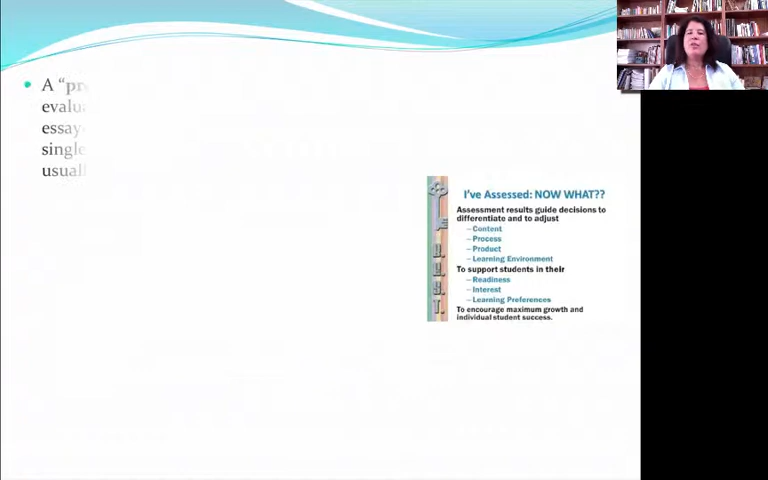 A “pr
evalu
essay
singl
usual
I've Assessed: NOW WHAT??
Assessment results guide decisions to
differentiate and to adjust
–Content
–Process
–Product
–Learning Environment
To support students in their
–Readiness
–Interest
–Learning Preferences
To encourage maximum growth and
individual student success.